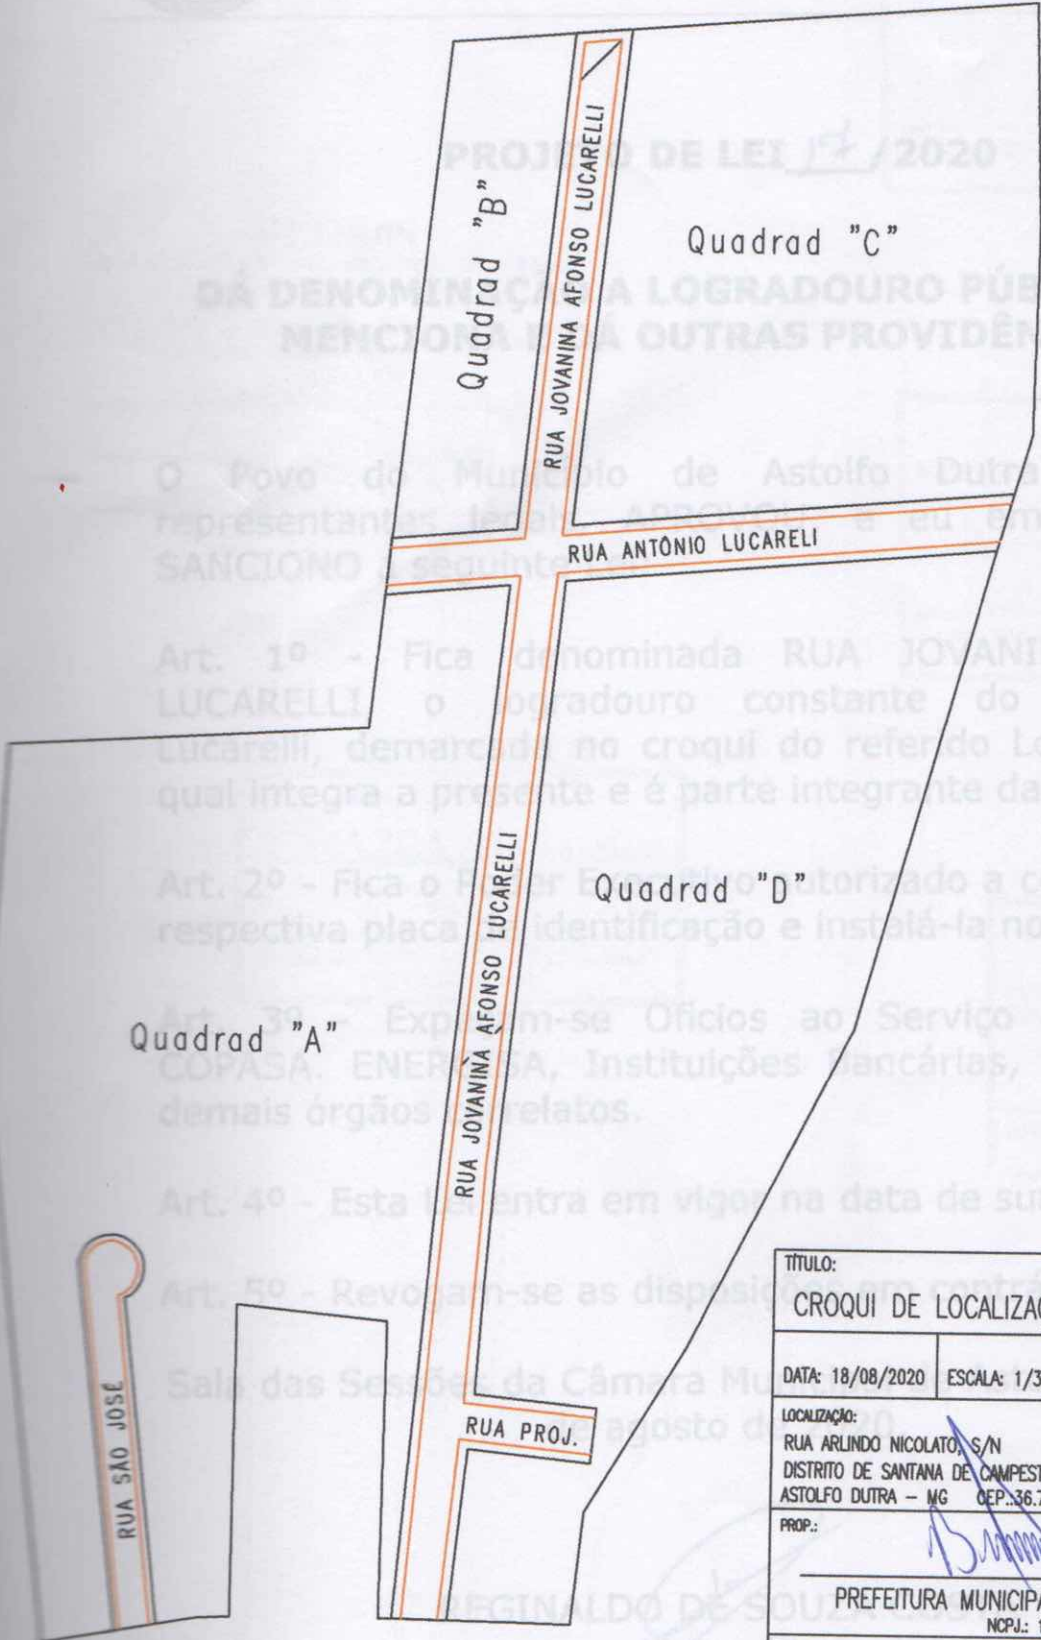 PROJETO DE LEI 17/2020
Quadrad "B"
RUA JOVANINA AFONSO LUCARELLI
Quadrad "C"
DÁ DENOMINAÇÃO A LOGRADOURO PÚB
MENCIONA E DÁ OUTRAS PROVIDÊN
O Povo do Município de Astolfo Dutra
representantes legais, APROVOU, e eu em
SANCIONO a seguinte Lei:
RUA ANTÔNIO LUCARELI
Art. 1º - Fica denominada RUA JOVANI
LUCARELLI, o logradouro constante do
Lucarelli, demarcada no croqui do referido Lo
qual integra a presente e é parte integrante da
RUA JOVANINA AFONSO LUCARELLI
Quadrad "D"
Art. 2º - Fica o Poder Executivo autorizado a c
respectiva placa de identificação e instalá-la no
Quadrad "A"
Art. 3º - Expeçam-se Ofícios ao Serviço
COPASA. ENERGISA, Instituições Bancárias,
demais órgãos correlatos.
Art. 4º - Esta Lei entra em vigor na data de su
Art. 5º - Revogam-se as disposições em contrá
Sala das Sessões da Câmara Municipal de Asto
de agosto de 2020.
RUA SÃO JOSÉ
RUA PROJ.
REGINALDO DE SOUZA COST
TÍTULO:
CROQUI DE LOCALIZAÇ
DATA: 18/08/2020 ESCALA: 1/3
LOCALIZAÇÃO:
RUA ARLINDO NICOLATO, S/N
DISTRITO DE SANTANA DE CAMPEST
ASTOLFO DUTRA – MG CEP.:36.7
PROP.:
PREFEITURA MUNICIPA
NCPJ.: 1